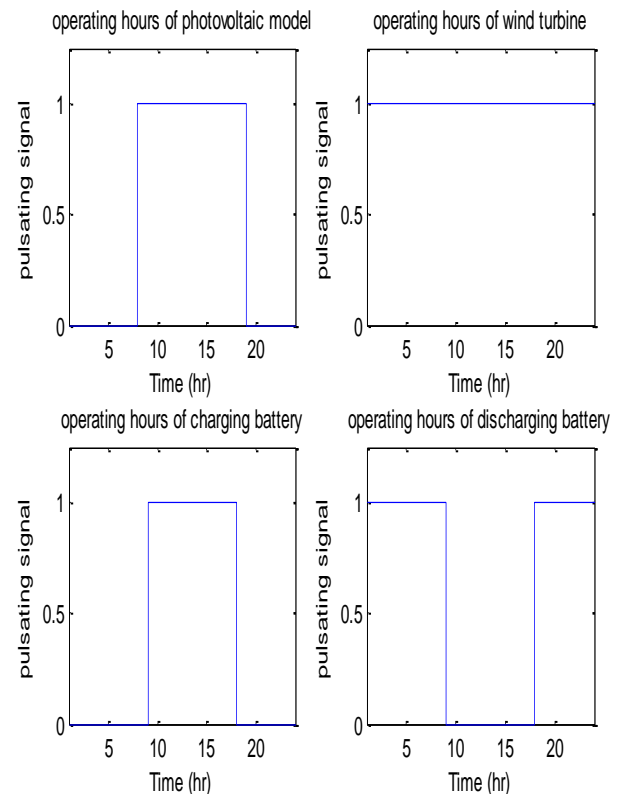 operating hours of photovoltaic model
pulsating signal
1
0.5
0
5 10 15 20
Time (hr)
operating hours of wind turbine
pulsating signal
1
0.5
0
5 10 15 20
Time (hr)
operating hours of charging battery
pulsating signal
1
0.5
0
5 10 15 20
Time (hr)
operating hours of discharging battery
pulsating signal
1
0.5
0
5 10 15 20
Time (hr)